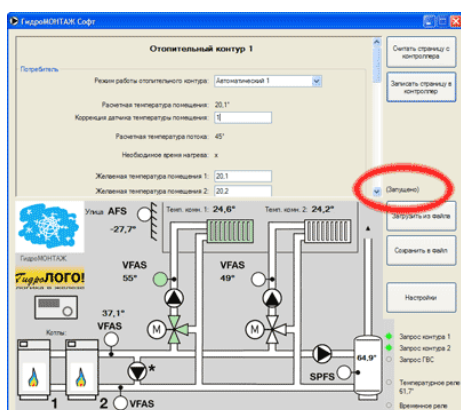 ГидроМОНТАЖ Софт
Отопительный контур 1
Потребитель
Режим работы отопительного контура: Автоматический 1
Расчетная температура помещения: 20,1°
Коррекция датчика температуры помещения: 1
Расчетная температура потока: 45°
Необходимое время нагрева: x
Желаемая температура помещения 1: 20,1
Желаемая температура помещения 2: 20,2
Считать страницу с
контроллера
Записать страницу в
контроллер
(Запущено)
Загрузить из файла
Сохранить в файл
Настройки
Улица AFS
-27,7°
Темп. комн. 1: 24,6°
Темп. комн. 2: 24,2°
ГидроМОНТАЖ
ГидроЛОГО!
VFAS
55°
VFAS
49°
37,1°
VFAS
M
M
Котлы:
*
1
2
VFAS
SPFS
64,9°
Запрос контура 1
Запрос контура 2
Запрос ГВС
Температурное реле
61,7°
Временное реле